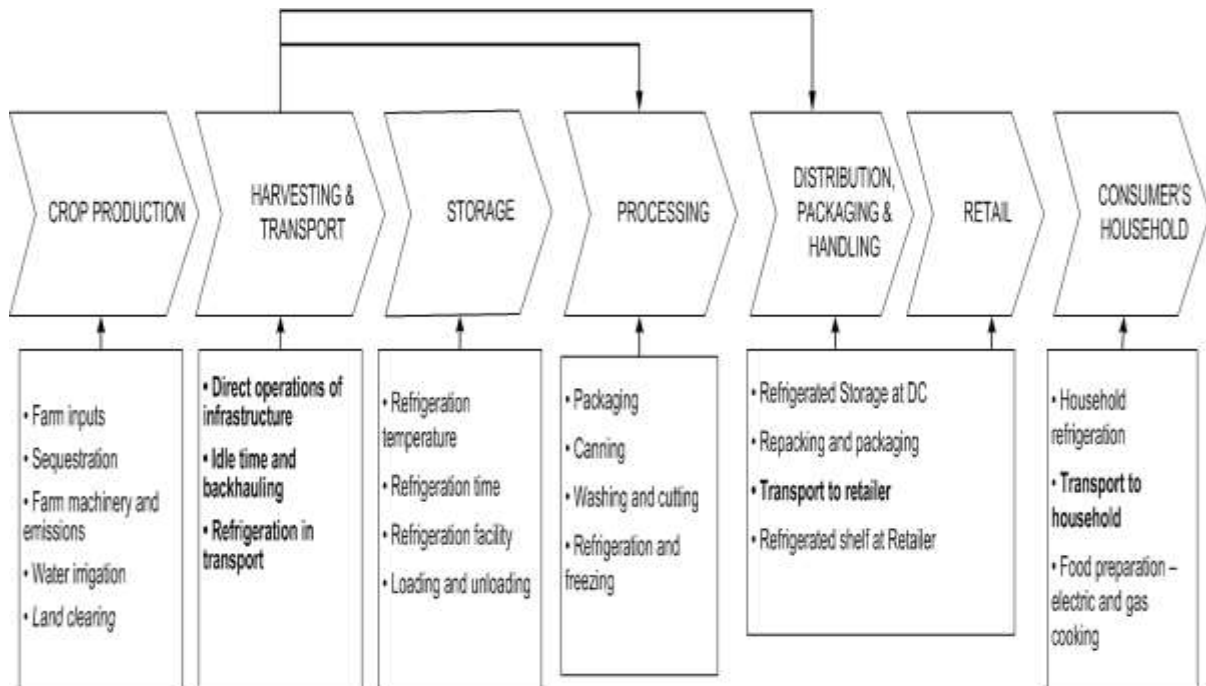 CROP PRODUCTION
HARVESTING &
TRANSPORT
STORAGE
PROCESSING
DISTRIBUTION,
PACKAGING &
HANDLING
RETAIL
CONSUMER'S
HOUSEHOLD
• Farm inputs
• Sequestration
• Farm machinery and
emissions
• Water irrigation
• Land clearing
• Direct operations of
infrastructure
• Idle time and
backhauling
• Refrigeration in
transport
• Refrigeration
temperature
• Refrigeration time
• Refrigeration facility
• Loading and unloading
• Packaging
• Canning
• Washing and cutting
• Refrigeration and
freezing
• Refrigerated Storage at DC
• Repacking and packaging
• Transport to retailer
• Refrigerated shelf at Retailer
• Household
refrigeration
• Transport to
household
• Food preparation –
electric and gas
cooking